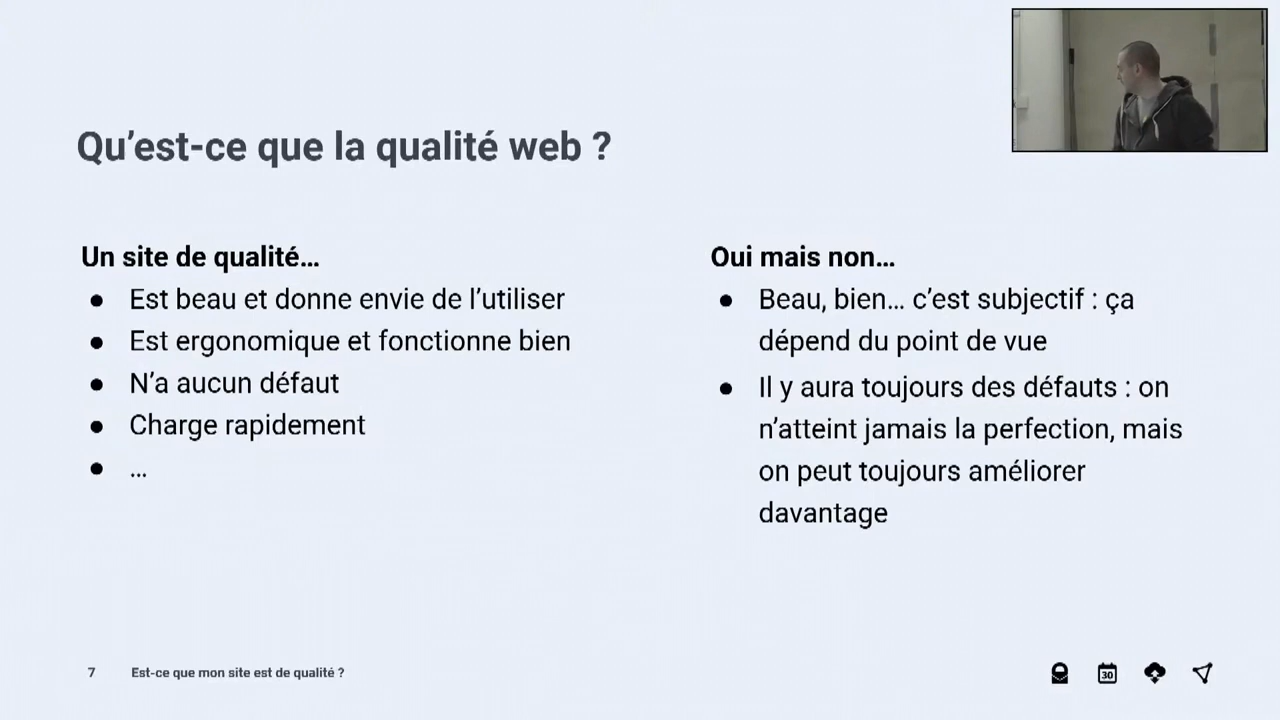 Qu’est-ce que la qualité web ?
Un site de qualité…
● Est beau et donne envie de l’utiliser
● Est ergonomique et fonctionne bien
● N’a aucun défaut
● Charge rapidement
● …
Oui mais non…
● Beau, bien… c’est subjectif : ça
dépend du point de vue
● Il y aura toujours des défauts : on
n’atteint jamais la perfection, mais
on peut toujours améliorer
davantage
7 Est-ce que mon site est de qualité ?
30